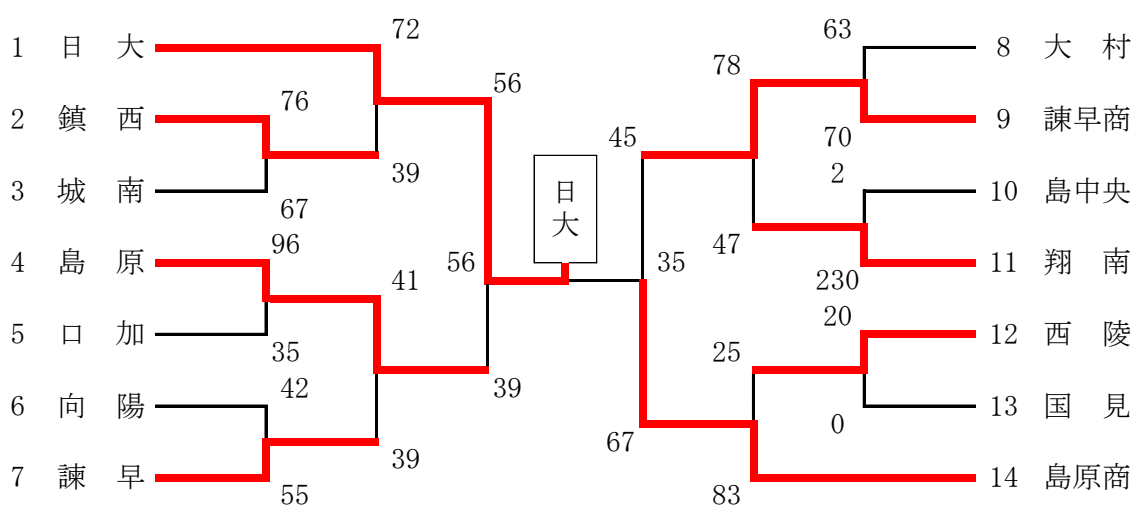 1 日 大
2 鎮 西
3 城 南
4 島 原
5 口 加
6 向 陽
7 諫 早
72
76
39
67
96
41
35
42
39
55
56
56
39
日大
45
35
67
78
47
25
83
63
70
2
230
20
0
8 大 村
9 諫早商
10 島中央
11 翔 南
12 西 陵
13 国 見
14 島原商